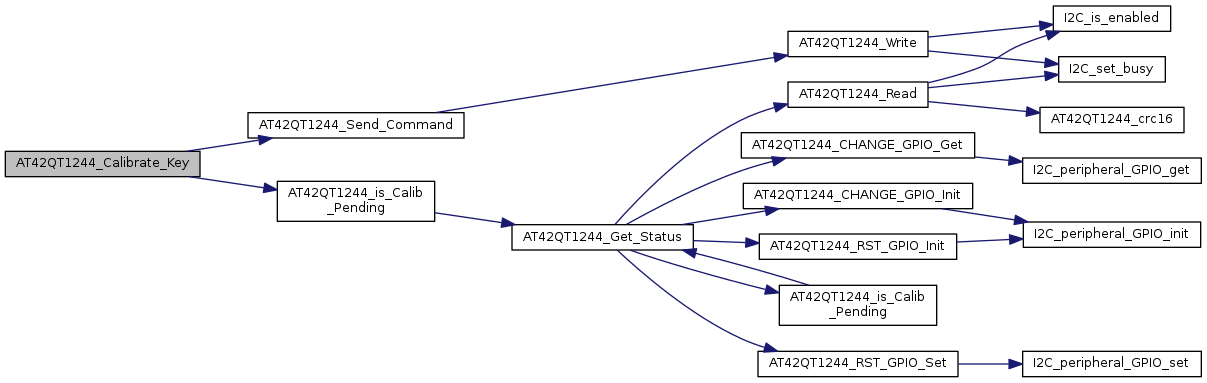 AT42QT1244_Calibrate_Key
AT42QT1244_Send_Command
AT42QT1244_is_Calib
_Pending
AT42QT1244_Get_Status
AT42QT1244_Write
AT42QT1244_Read
AT42QT1244_CHANGE_GPIO_Get
AT42QT1244_CHANGE_GPIO_Init
AT42QT1244_RST_GPIO_Init
AT42QT1244_is_Calib
_Pending
AT42QT1244_RST_GPIO_Set
I2C_is_enabled
I2C_set_busy
AT42QT1244_crc16
I2C_peripheral_GPIO_get
I2C_peripheral_GPIO_init
I2C_peripheral_GPIO_set